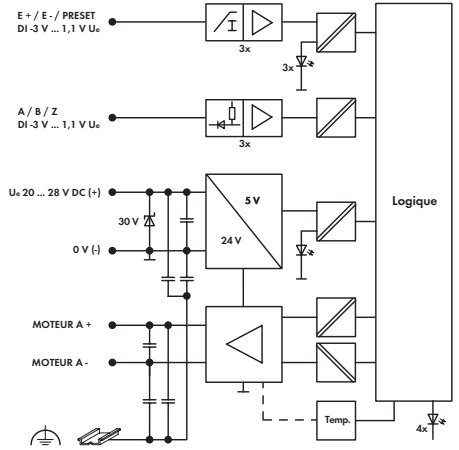 E + / E - / PRESET
DI -3 V ... 1,1 V Uₑ
3x
3x
A / B / Z
DI -3 V ... 1,1 V Uₑ
3x
Logique
Uₑ 20 ... 28 V DC (+)
5 V
30 V
24 V
0 V (-)
MOTEUR A +
MOTEUR A -
Temp.
4x